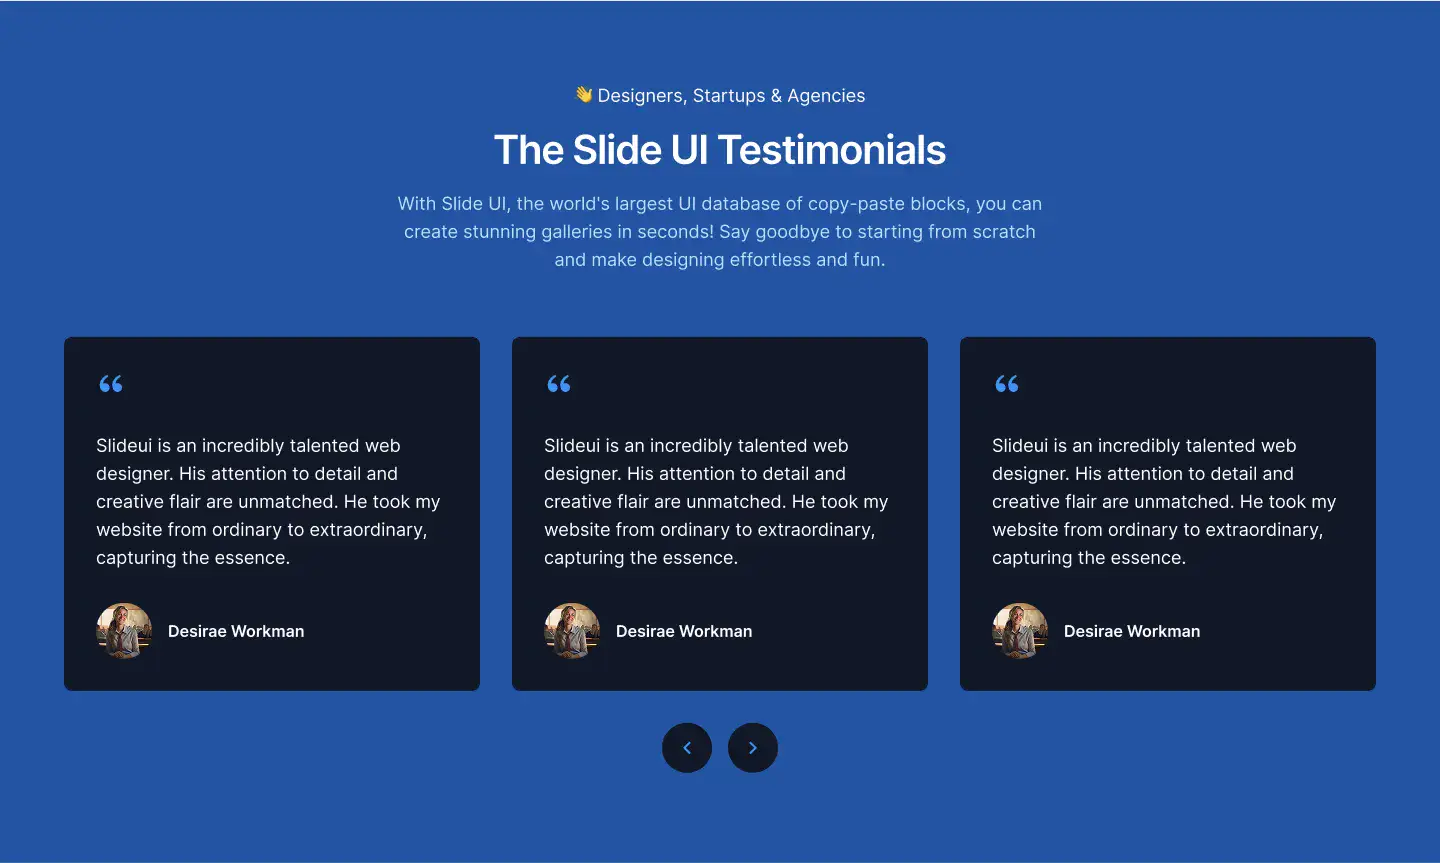 👋 Designers, Startups & Agencies
The Slide UI Testimonials
With Slide UI, the world's largest UI database of copy-paste blocks, you can
create stunning galleries in seconds! Say goodbye to starting from scratch
and make designing effortless and fun.
“
Slideui is an incredibly talented web
designer. His attention to detail and
creative flair are unmatched. He took my
website from ordinary to extraordinary,
capturing the essence.
Desirae Workman
“
Slideui is an incredibly talented web
designer. His attention to detail and
creative flair are unmatched. He took my
website from ordinary to extraordinary,
capturing the essence.
Desirae Workman
“
Slideui is an incredibly talented web
designer. His attention to detail and
creative flair are unmatched. He took my
website from ordinary to extraordinary,
capturing the essence.
Desirae Workman